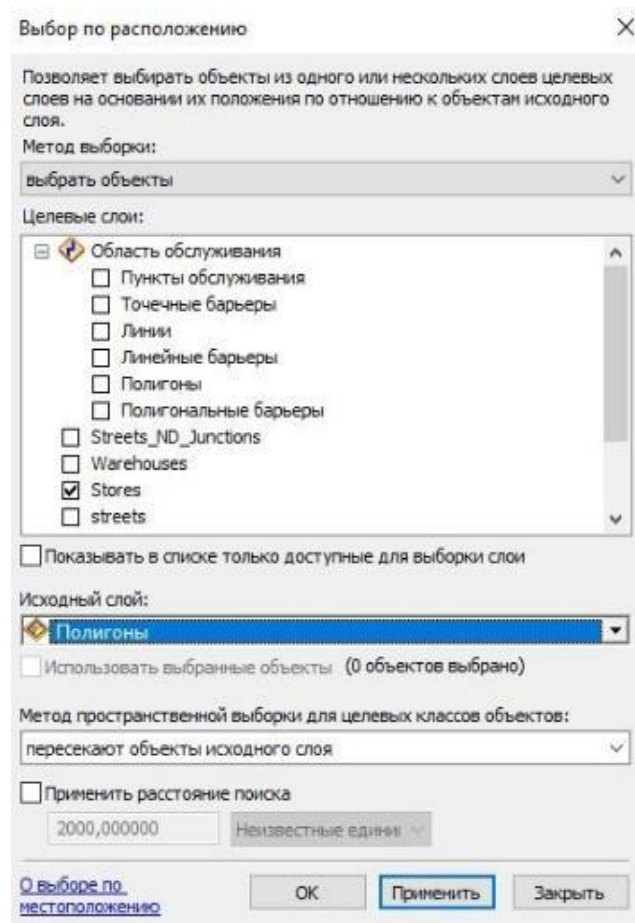 Выбор по расположению
Позволяет выбирать объекты из одного или нескольких слоев целевых
слоев на основании их положения по отношению к объектам исходного
слоя.
Метод выборки:
выбрать объекты
Целевые слои:
Область обслуживания
Пункты обслуживания
Точечные барьеры
Линии
Линейные барьеры
Полигоны
Полигональные барьеры
Streets_ND_Junctions
Warehouses
Stores
streets
Показывать в списке только доступные для выборки слои
Исходный слой:
Полигоны
Использовать выбранные объекты (0 объектов выбрано)
Метод пространственной выборки для целевых классов объектов:
пересекают объекты исходного слоя
Применить расстояние поиска
2000,000000 Неизвестные едини
О выборе по
местоположению
ОК Применить Закрыть